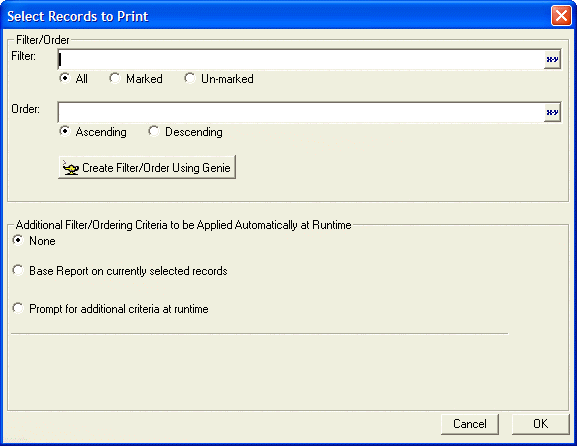 Select Records to Print
Filter/Order
Filter:
x=y
All Marked Un-marked
Order:
x=y
Ascending Descending
Create Filter/Order Using Genie
Additional Filter/Ordering Criteria to be Applied Automatically at Runtime
None
Base Report on currently selected records
Prompt for additional criteria at runtime
Cancel OK